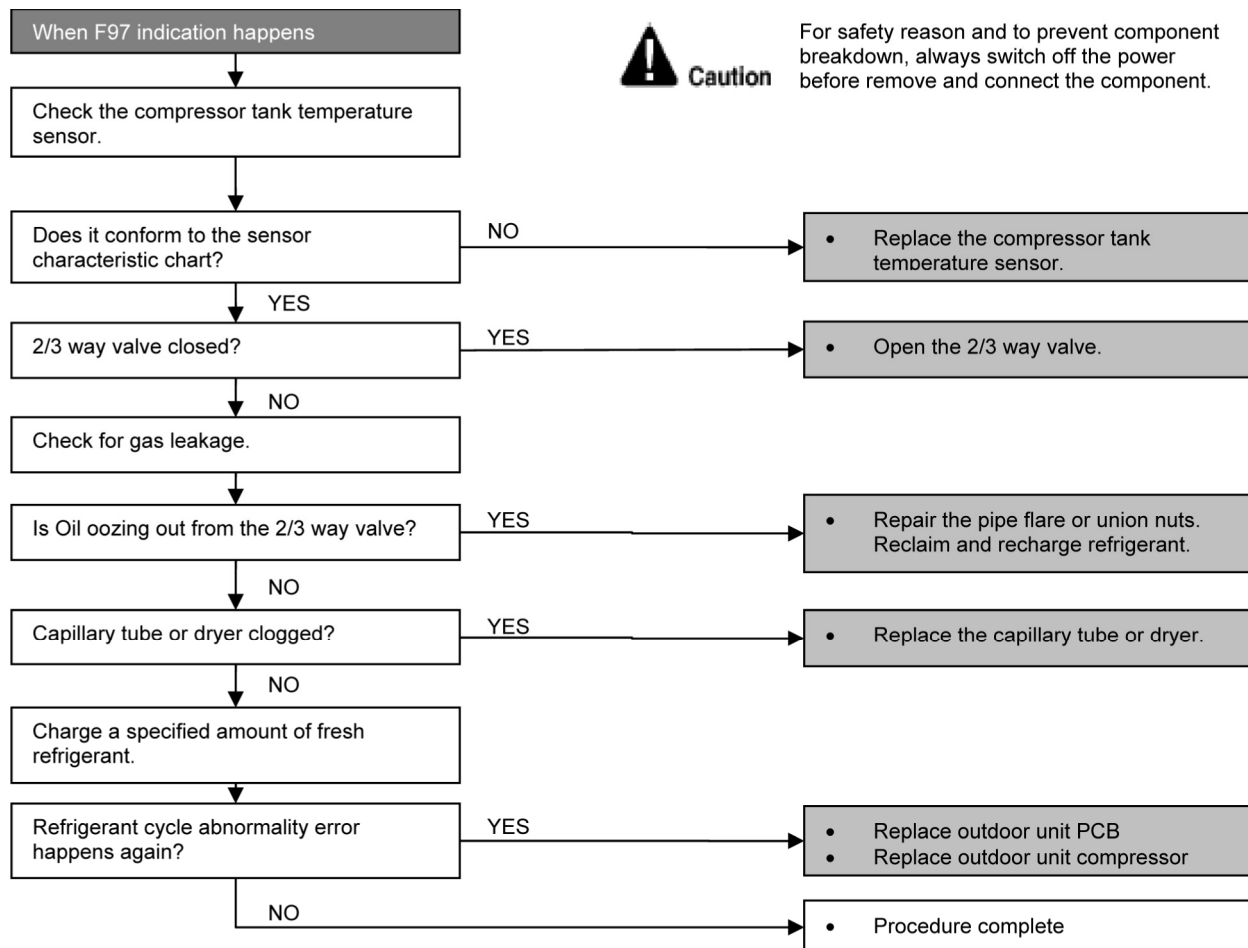 When F97 indication happens
Caution
For safety reason and to prevent component
breakdown, always switch off the power
before remove and connect the component.
Check the compressor tank temperature
sensor.
Does it conform to the sensor
characteristic chart?
NO
• Replace the compressor tank
temperature sensor.
YES
2/3 way valve closed?
YES
• Open the 2/3 way valve.
NO
Check for gas leakage.
Is Oil oozing out from the 2/3 way valve?
YES
• Repair the pipe flare or union nuts.
Reclaim and recharge refrigerant.
NO
Capillary tube or dryer clogged?
YES
• Replace the capillary tube or dryer.
NO
Charge a specified amount of fresh
refrigerant.
Refrigerant cycle abnormality error
happens again?
YES
• Replace outdoor unit PCB
• Replace outdoor unit compressor
NO
• Procedure complete